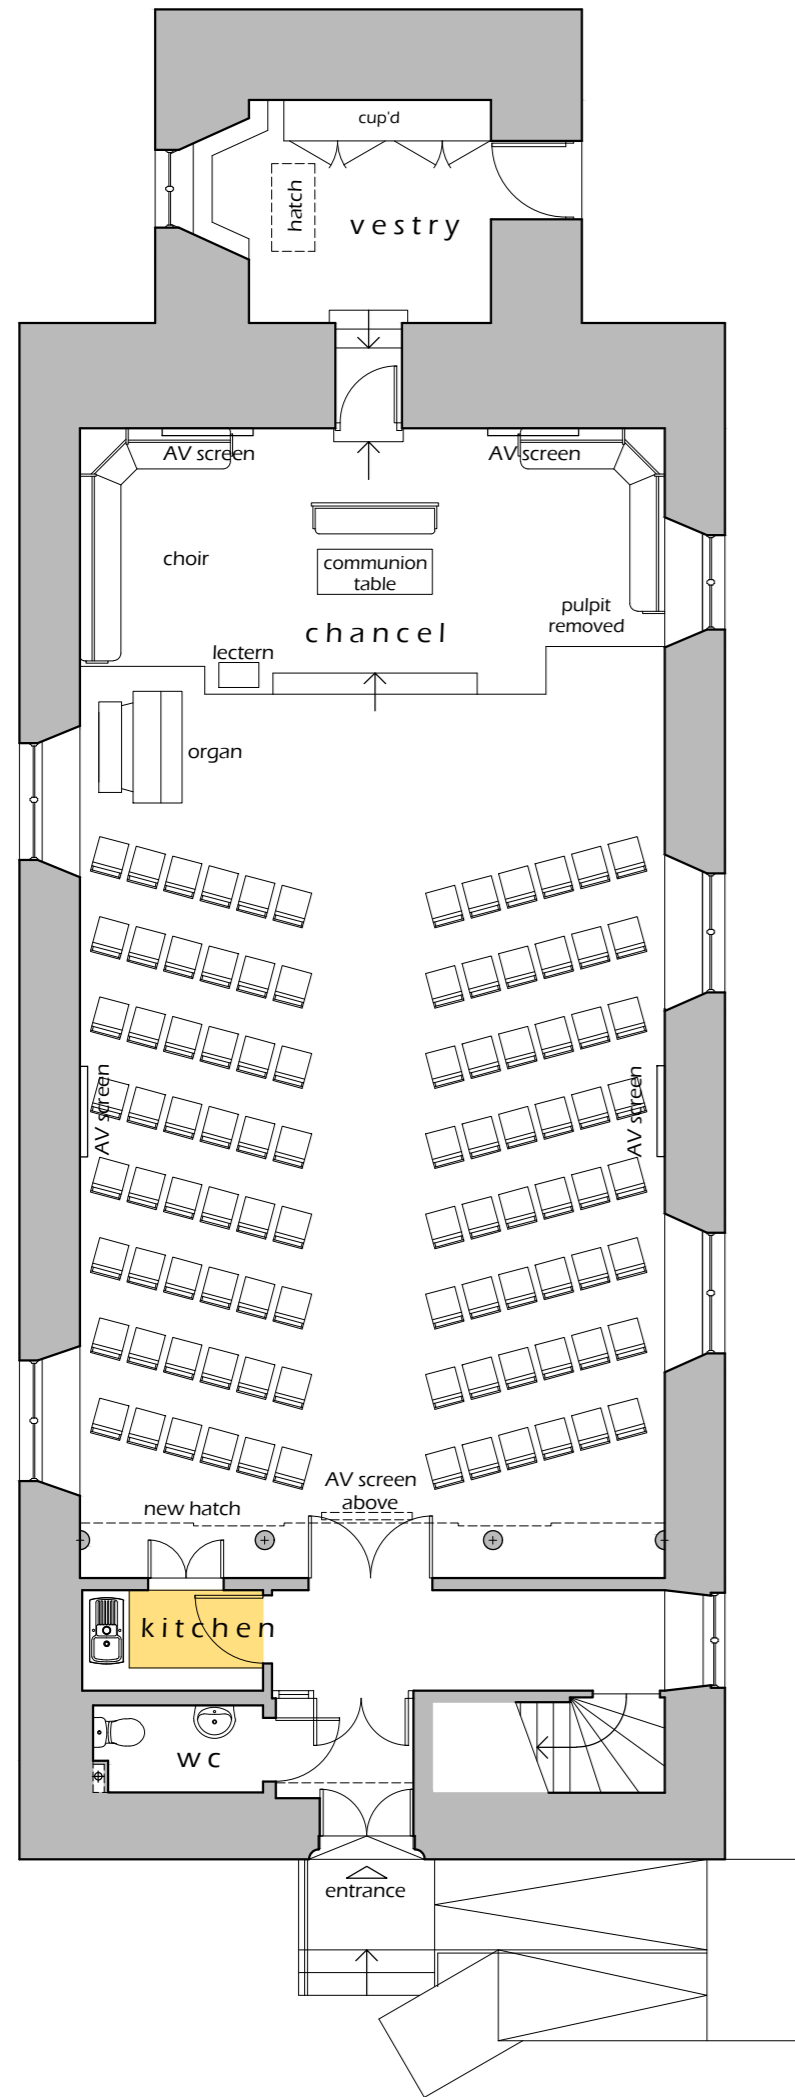 cup'd
hatch
vestry
AV screen
AV screen
choir
communion
table
pulpit
removed
chancel
lectern
organ
AV screen
AV screen
AV screen
above
new hatch
kitchen
wc
entrance